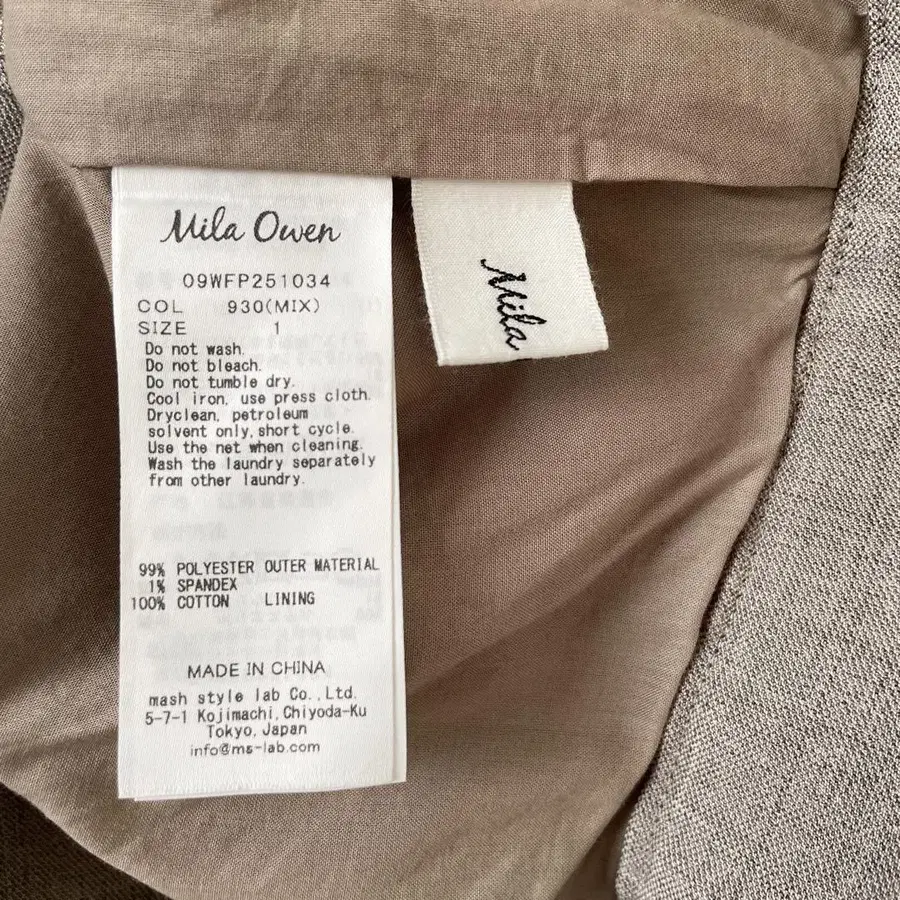 Mila Owen
09WFP251034
COL 930(MIX)
SIZE 1
Do not wash.
Do not bleach.
Do not tumble dry.
Cool iron, use press cloth.
Dryclean, petroleum
solvent only, short cycle.
Use the net when cleaning.
Wash the laundry separately
from other laundry.
99% POLYESTER OUTER MATERIAL
1% SPANDEX
100% COTTON LINING
MADE IN CHINA
mash style lab Co., Ltd.
5-7-1 Kojimachi, Chiyoda-Ku
Tokyo, Japan
info@ms-lab.com
Mila